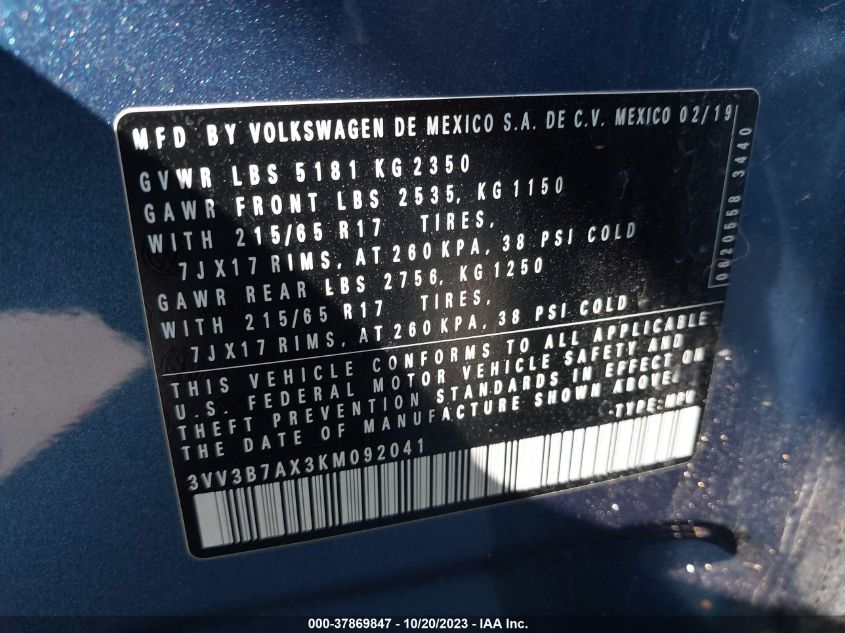 MFD BY VOLKSWAGEN DE MEXICO S.A. DE C.V. MEXICO 02/19
GVWR LBS 5181 KG 2350
GAWR FRONT LBS 2535, KG 1150
WITH 215/65 R17 TIRES,
7JX17 RIMS, AT 260 KPA, 38 PSI COLD
GAWR REAR LBS 2756, KG 1250
WITH 215/65 R17 TIRES,
7JX17 RIMS, AT 260 KPA, 38 PSI COLD
THIS VEHICLE CONFORMS TO ALL APPLICABLE
U.S. FEDERAL MOTOR VEHICLE SAFETY AND
THEFT PREVENTION STANDARDS IN EFFECT ON
THE DATE OF MANUFACTURE SHOWN ABOVE.
TYPE: MPV
3VV3B7AX3KM092041
0620558 3440
000-37869847 - 10/20/2023 - IAA Inc.